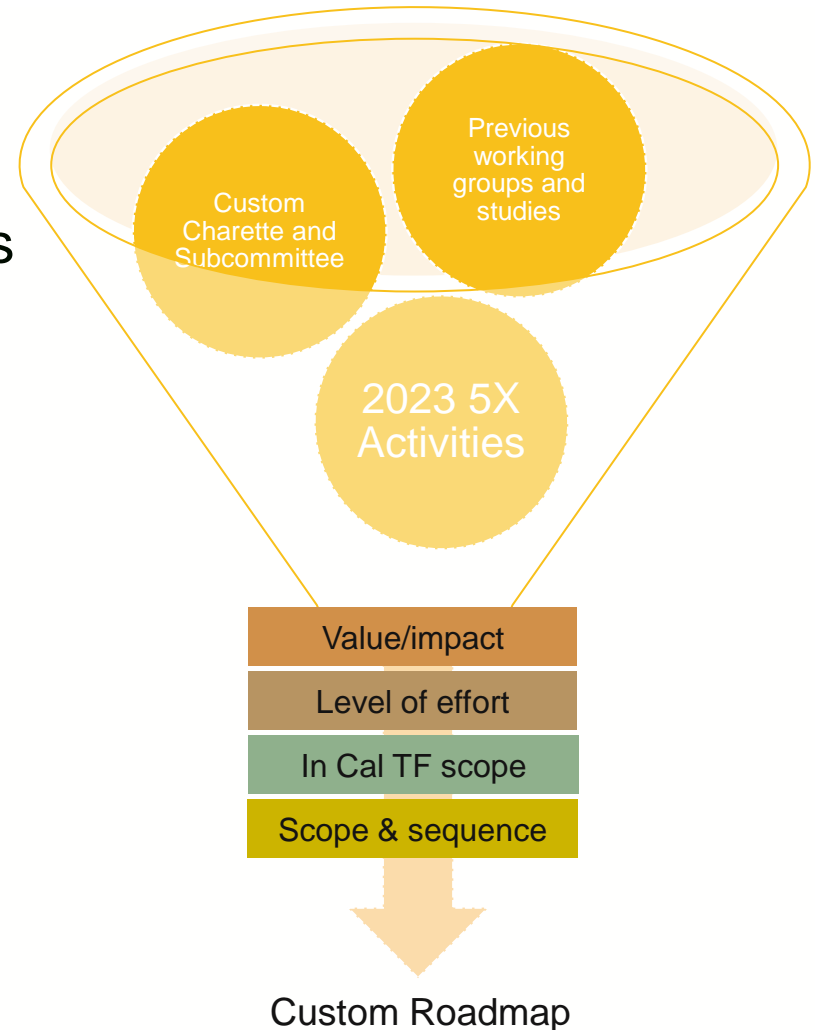 Previous
working
groups and
studies
Custom
Charette and
Subcommittee
s
2023 5X
Activities
Value/impact
Level of effort
In Cal TF scope
Scope & sequence
Custom Roadmap